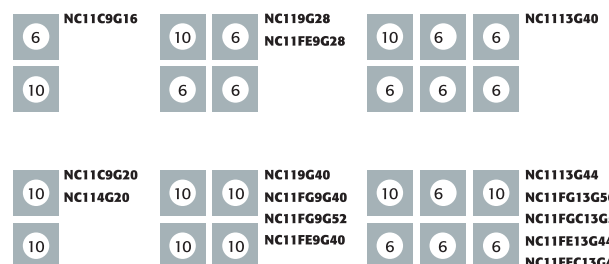 6
NC11C9G16
10
10 6
NC119G28
NC11FE9G28
6 6
10 6 6
NC1113G40
6 6 6
10
NC11C9G20
NC114G20
10
10 10
NC119G40
NC11FG9G40
NC11FG9G52
NC11FE9G40
10 10
10 6 10
NC1113G44
6 6 6
NC11FE13G44